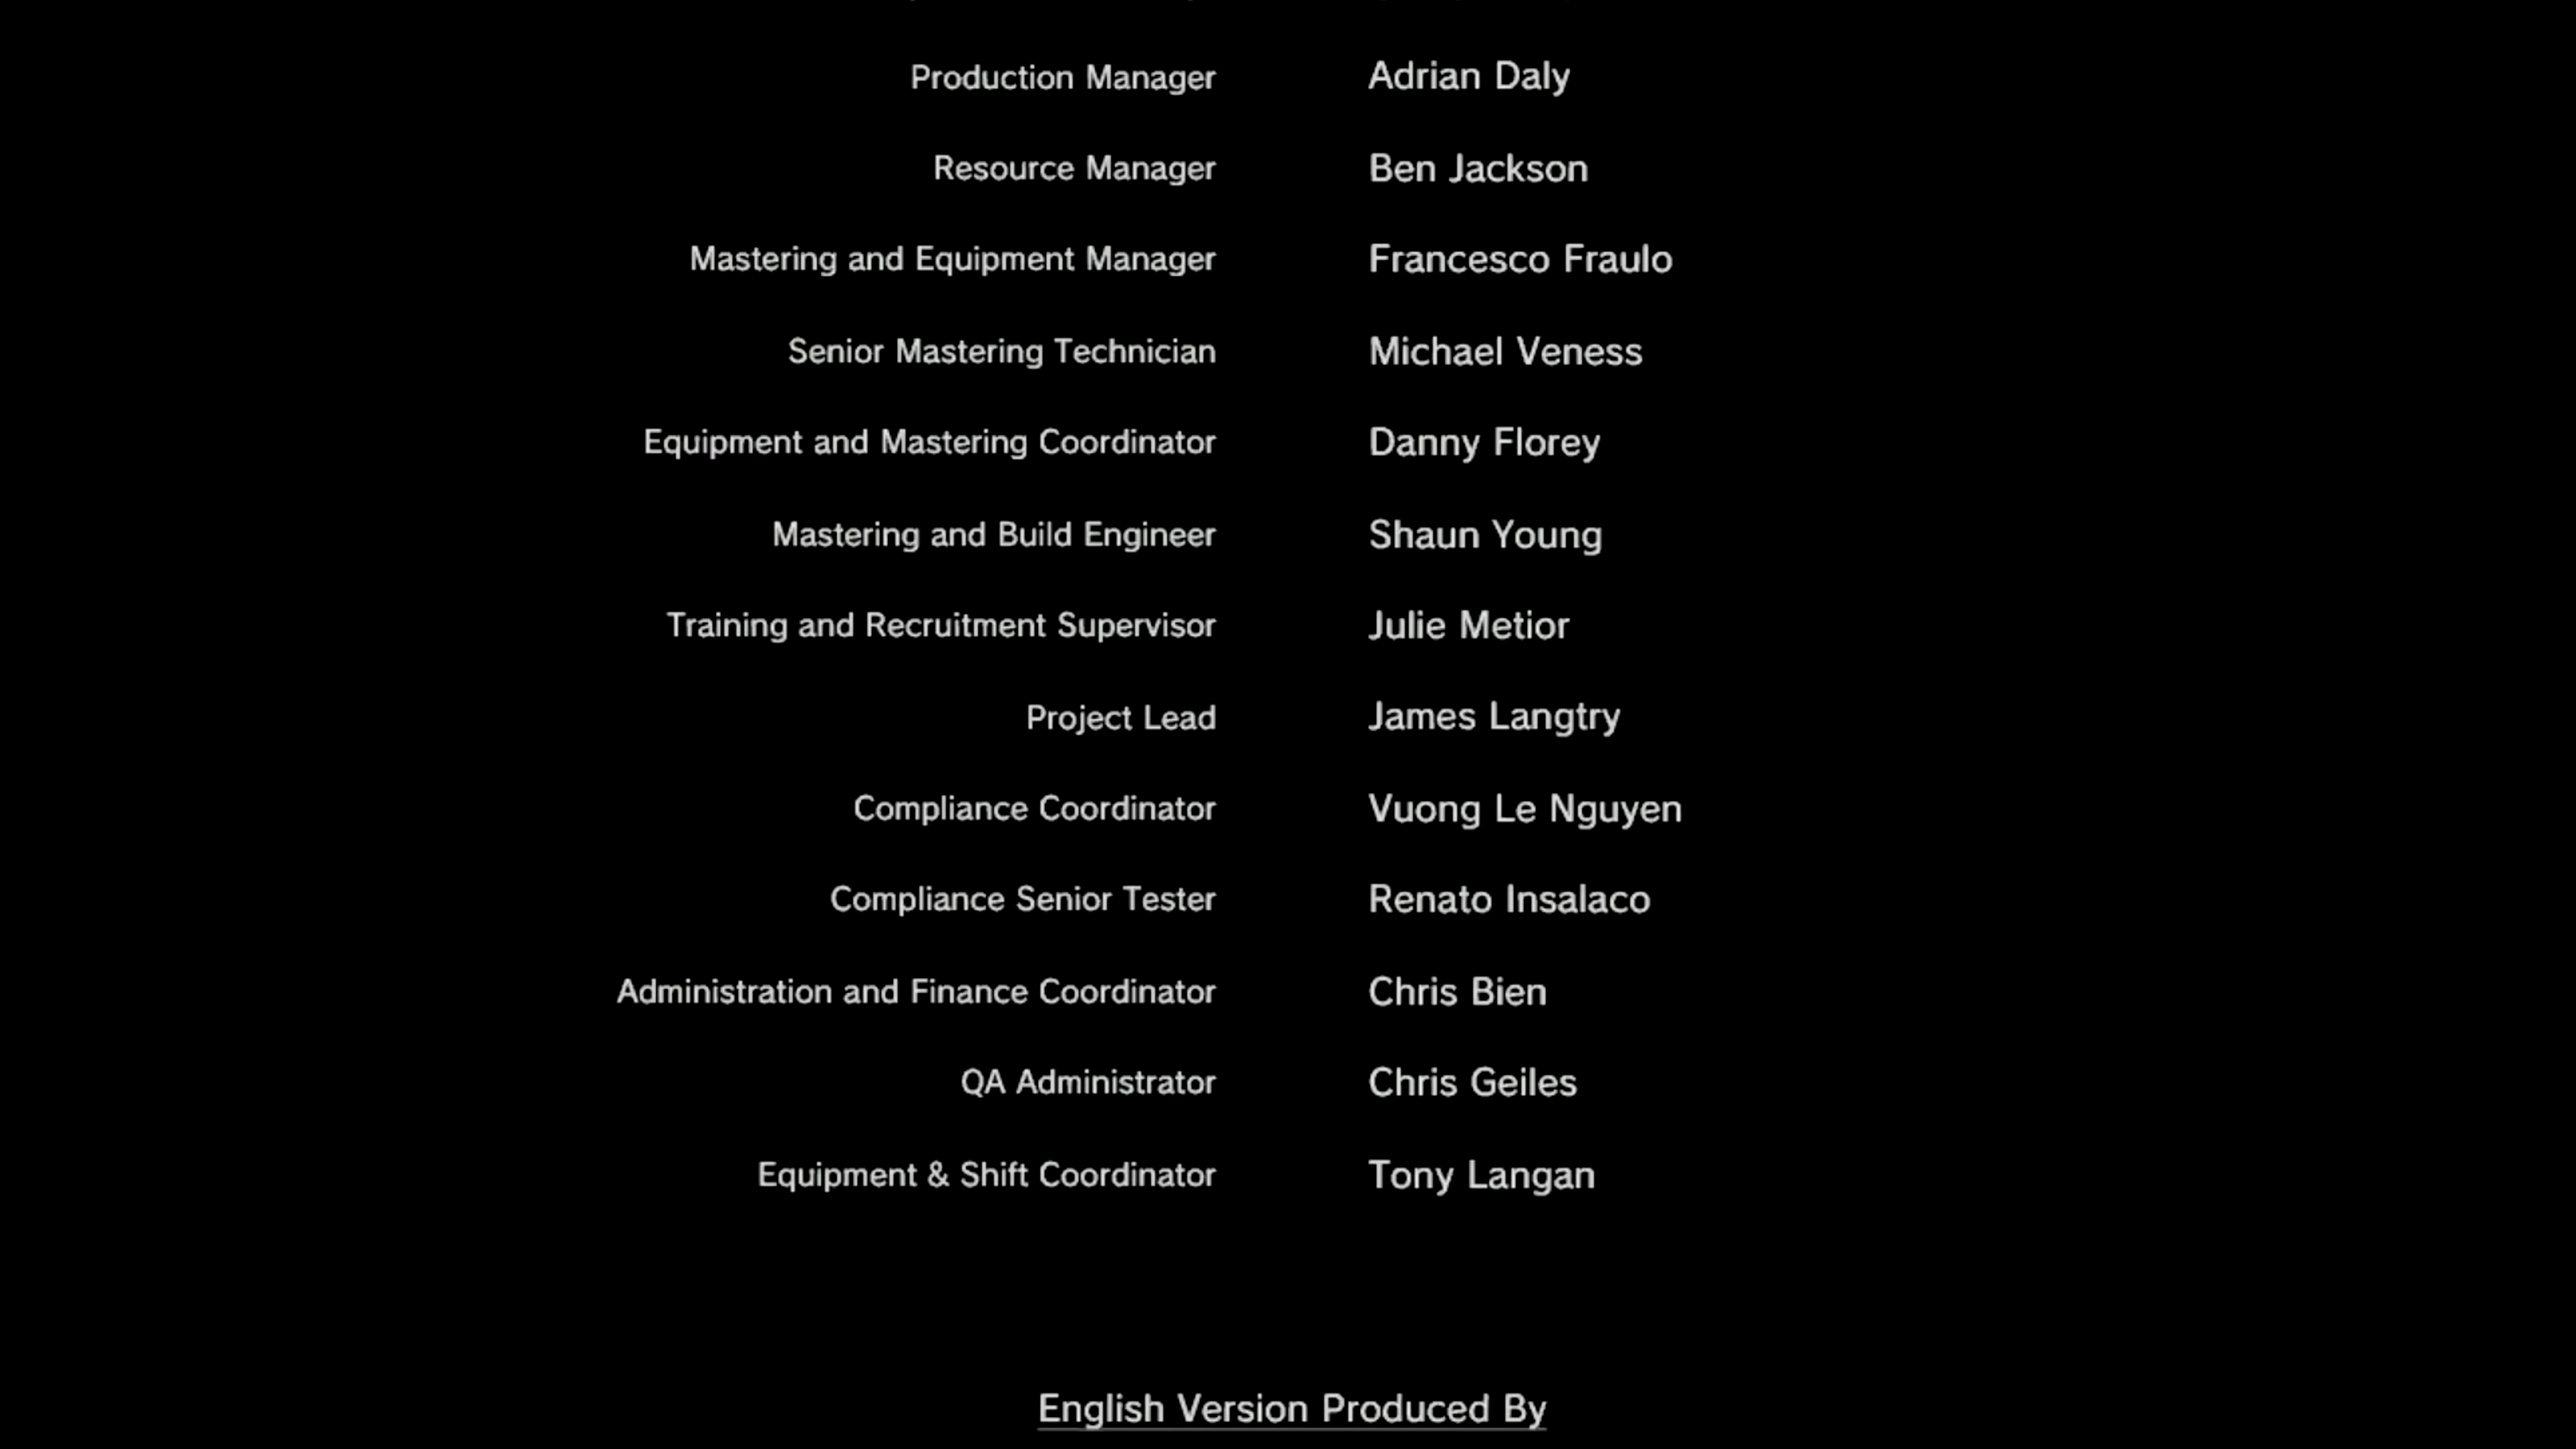 Production Manager Adrian Daly
Resource Manager Ben Jackson
Mastering and Equipment Manager Francesco Fraulo
Senior Mastering Technician Michael Veness
Equipment and Mastering Coordinator Danny Florey
Mastering and Build Engineer Shaun Young
Training and Recruitment Supervisor Julie Metior
Project Lead James Langtry
Compliance Coordinator Vuong Le Nguyen
Compliance Senior Tester Renato Insalaco
Administration and Finance Coordinator Chris Bien
QA Administrator Chris Geiles
Equipment & Shift Coordinator Tony Langan
English Version Produced By